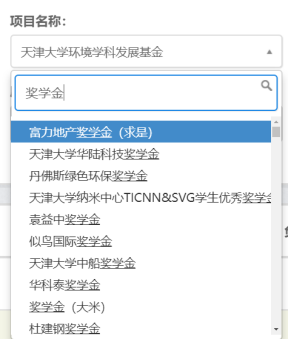 项目名称：
天津大学环境学科发展基金
奖学金
富力地产奖学金（求是）
天津大学华陆科技奖学金
丹佛斯绿色环保奖学金
天津大学纳米中心TICNN&SVG学生优秀奖学金
袁益中奖学金
似鸟国际奖学金
天津大学中船奖学金
华科泰奖学金
奖学金（大米）
杜建钢奖学金